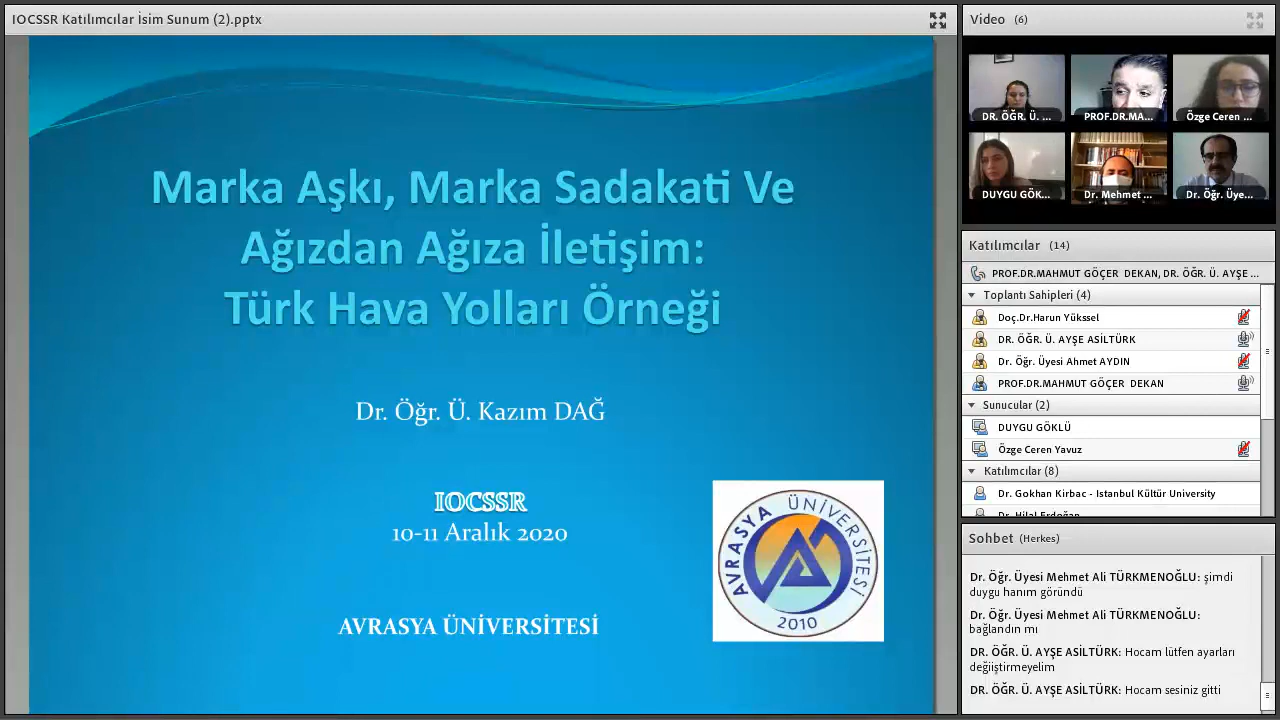 IOCSSR Katılımcılar İsim Sunum (2).pptx
Marka Aşkı, Marka Sadakati Ve
Ağızdan Ağıza İletişim:
Türk Hava Yolları Örneği
Dr. Öğr. Ü. Kazım DAĞ
IOCSSR
10-11 Aralık 2020
AVRASYA ÜNİVERSİTESİ
AVRASYA ÜNİVERSİTESİ
2010
Video (6)
DR. ÖĞR. Ü. ...
PROF.DR.MA...
Özge Ceren ...
DUYGU GÖK...
Dr. Mehmet ...
Dr. Öğr. Üye...
Katılımcılar (14)
PROF.DR.MAHMUT GÖÇER DEKAN, DR. ÖĞR. Ü. AYŞE ...
Toplantı Sahipleri (4)
Doç.Dr.Harun Yükssel
DR. ÖĞR. Ü. AYŞE ASİLTÜRK
Dr. Öğr. Üyesi Ahmet AYDIN
PROF.DR.MAHMUT GÖÇER DEKAN
Sunucular (2)
DUYGU GÖKLÜ
Özge Ceren Yavuz
Katılımcılar (8)
Dr. Gokhan Kirbac - Istanbul Kültür University
Dr. Hilal Erdoğan
Sohbet (Herkes)
Dr. Öğr. Üyesi Mehmet Ali TÜRKMENOĞLU: şimdi
duygu hanım göründü
Dr. Öğr. Üyesi Mehmet Ali TÜRKMENOĞLU:
bağlandın mı
DR. ÖĞR. Ü. AYŞE ASİLTÜRK: Hocam lütfen ayarları
değiiştirmeyelim
DR. ÖĞR. Ü. AYŞE ASİLTÜRK: Hocam sesiniz gitti